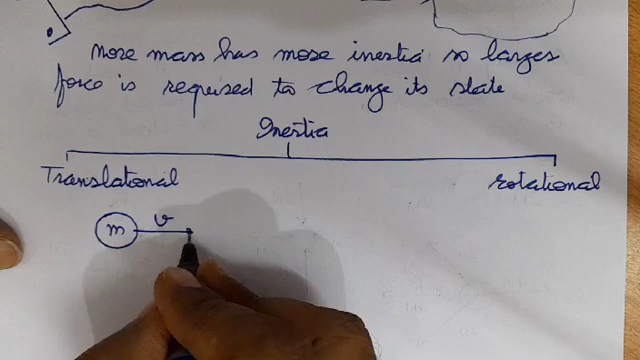 more mass has more inertia so larger
force is required to change its state
Inertia
Translational
rotational
v
m